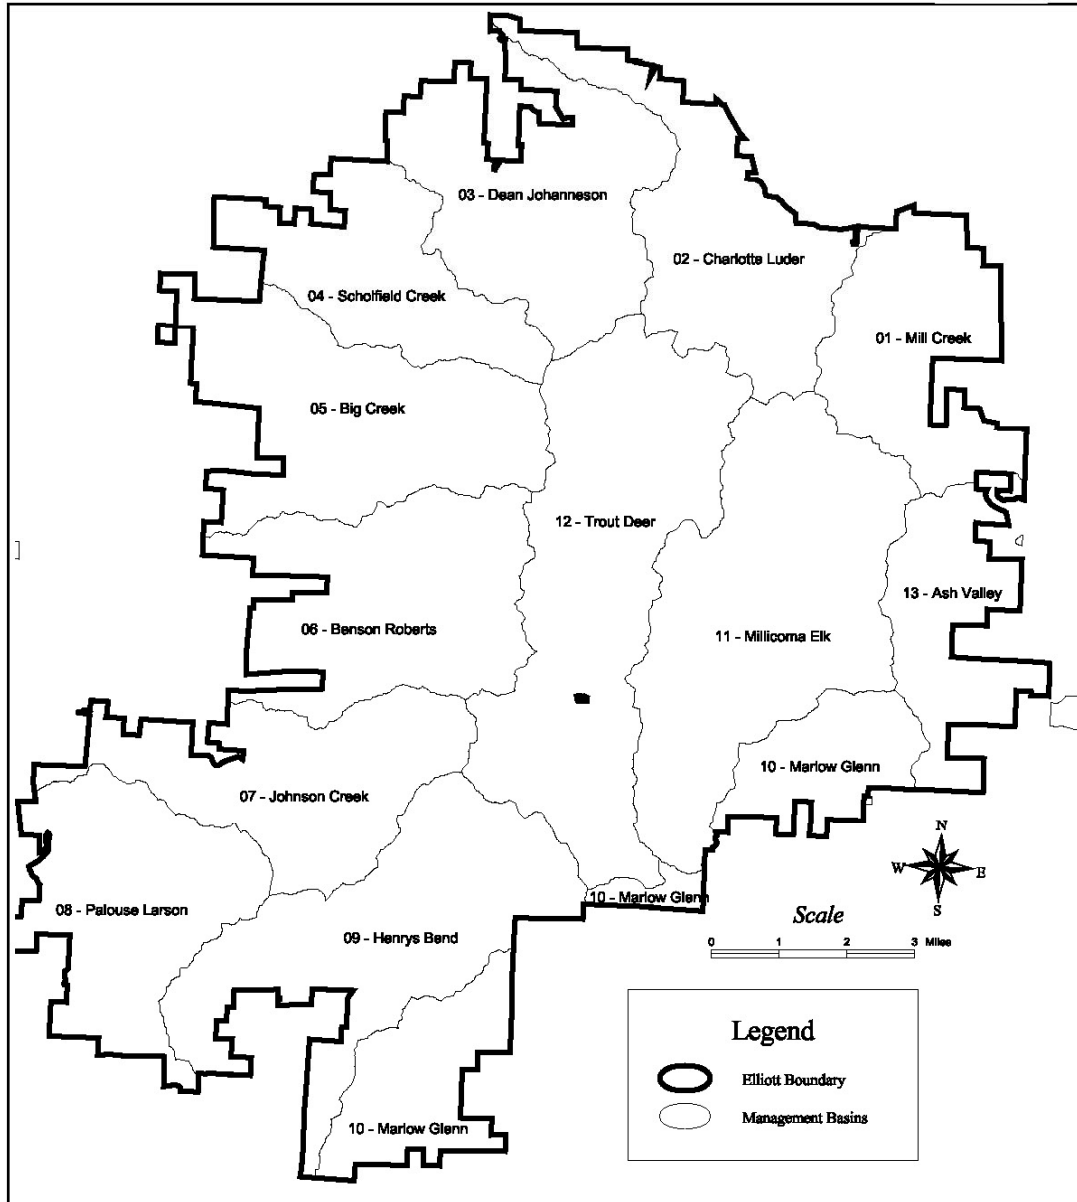 03 - Dean Johanneson
02 - Charlotte Luder
04 - Scholfield Creek
01 - Mill Creek
05 - Big Creek
12 - Trout Deer
13 - Ash Valley
06 - Benson Roberts
11 - Millicoma Elk
10 - Marlow Glenn
07 - Johnson Creek
N
W
E
S
10 - Marlow Glenn
08 - Palouse Larson
Scale
09 - Henrys Bend
0 1 2 3 Miles
Legend
Elliott Boundary
Management Basins
10 - Marlow Glenn